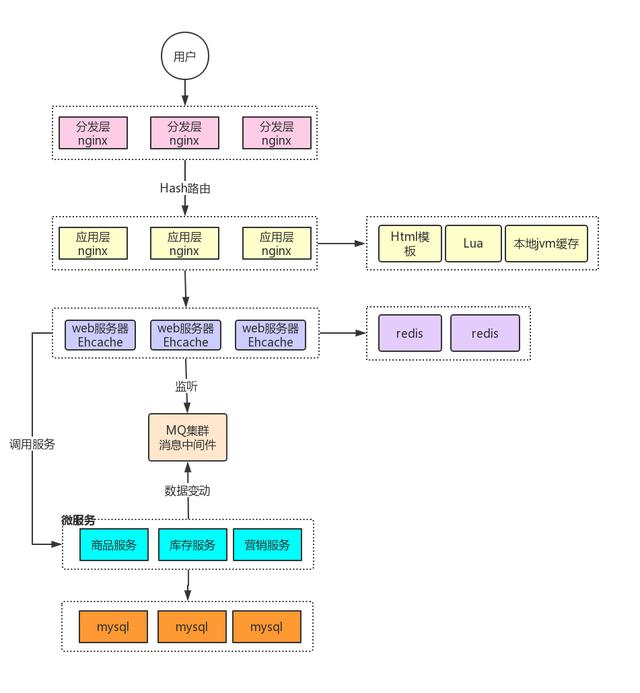 用户
分发层
nginx
分发层
nginx
分发层
nginx
Hash路由
应用层
nginx
应用层
nginx
应用层
nginx
Html模
板
Lua
本地jvm缓存
web服务器
Ehcache
web服务器
Ehcache
web服务器
Ehcache
redis
redis
监听
MQ集群
消息中间件
调用服务
数据变动
微服务
商品服务
库存服务
营销服务
mysql
mysql
mysql